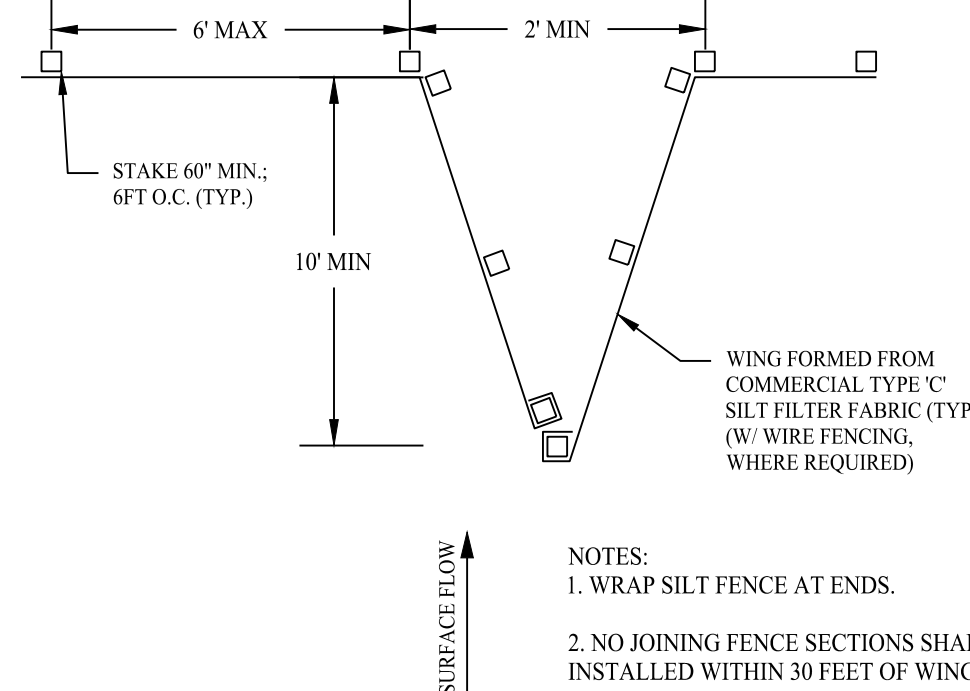 6' MAX
2' MIN
STAKE 60" MIN.;
6FT O.C. (TYP.)
10' MIN
WING FORMED FROM
COMMERCIAL TYPE 'C'
SILT FILTER FABRIC (TYP
(W/ WIRE FENCING,
WHERE REQUIRED)
SURFACE FLOW
NOTES:
1. WRAP SILT FENCE AT ENDS.
2. NO JOINING FENCE SECTIONS
INSTALLED WITHIN 30 FEET OF WING